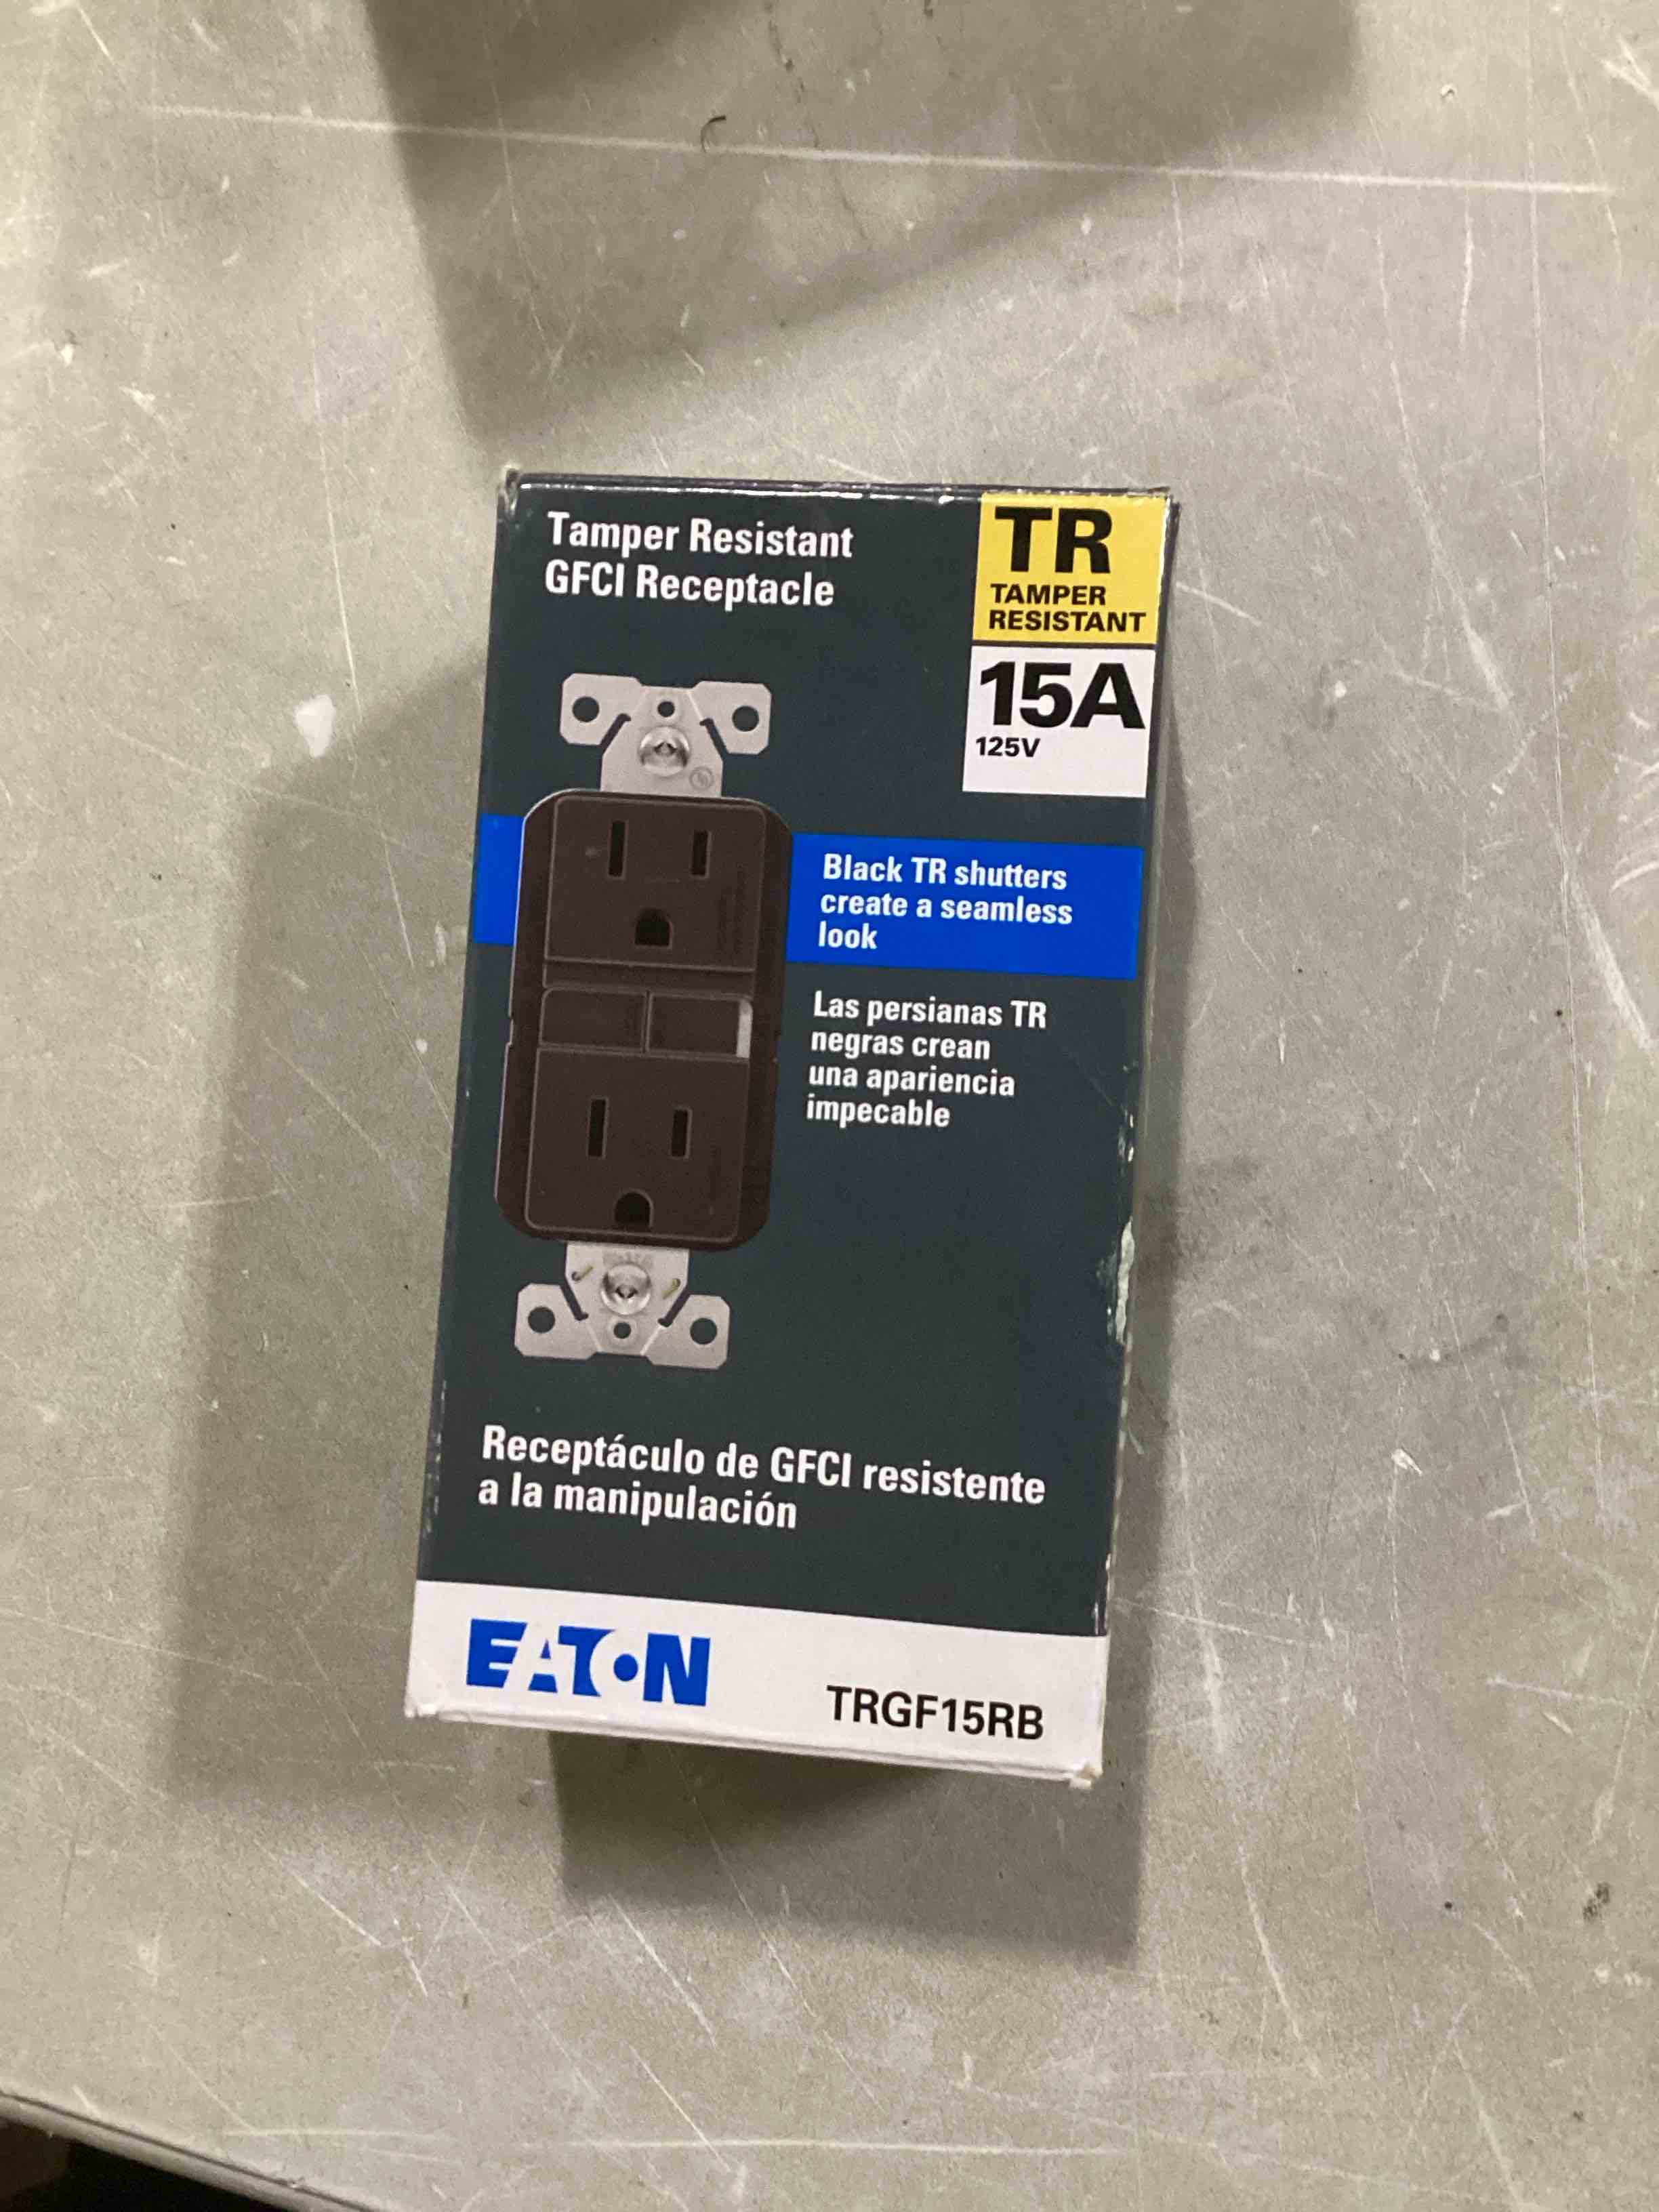 Tamper Resistant
GFCI Receptacle
TR
TAMPER
RESISTANT
15A
125V
Black TR shutters
create a seamless
look
Las persianas TR
negras crean
una apariencia
impecable
Receptáculo de GFCI resistente
a la manipulación
EATON
TRGF15RB